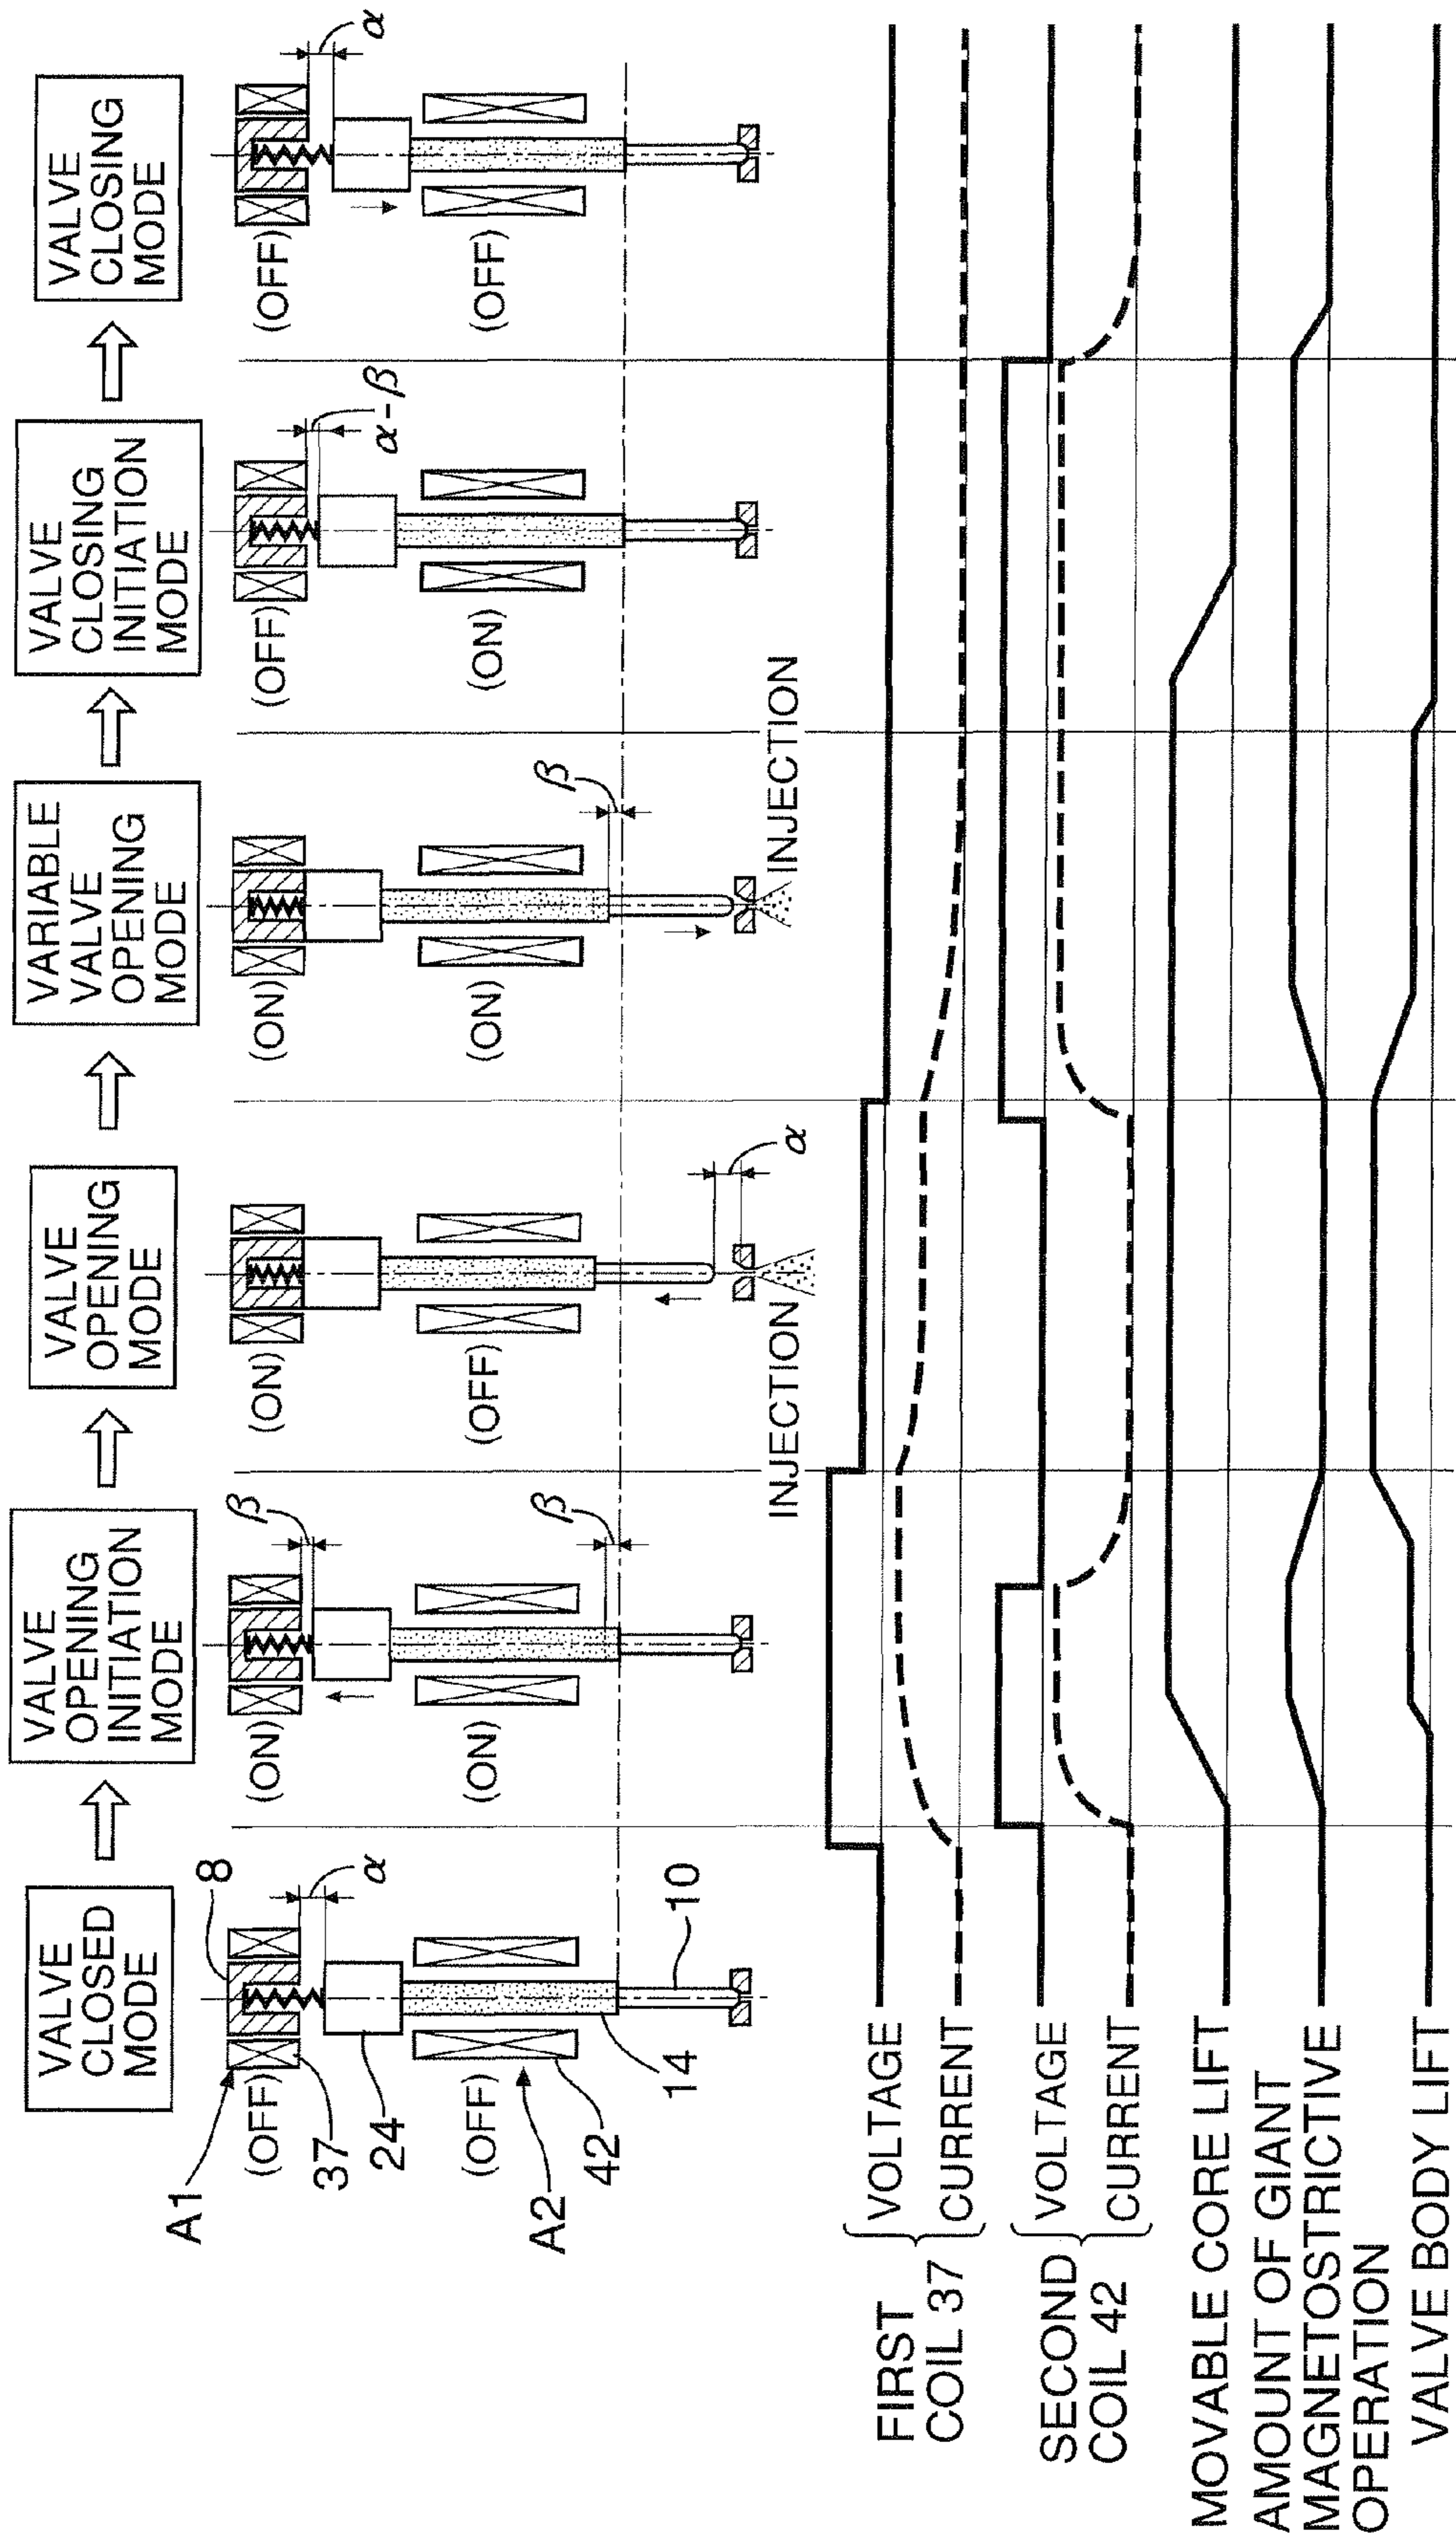 VALVE
CLOSED
MODE
VALVE
OPENING
INITIATION
MODE
VALVE
OPENING
MODE
VARIABLE
VALVE
OPENING
MODE
VALVE
CLOSING
INITIATION
MODE
VALVE
CLOSING
MODE
A1
8
(OFF)
37
α
24
(OFF)
A2
42
14
10
(ON)
β
(ON)
β
(ON)
(OFF)
α
INJECTION
(ON)
(ON)
β
INJECTION
(OFF)
α-β
(ON)
(OFF)
α
(OFF)
FIRST
COIL 37
VOLTAGE
CURRENT
SECOND
COIL 42
VOLTAGE
CURRENT
MOVABLE CORE LIFT
AMOUNT OF GIANT
MAGNETOSTRICTIVE
OPERATION
VALVE BODY LIFT